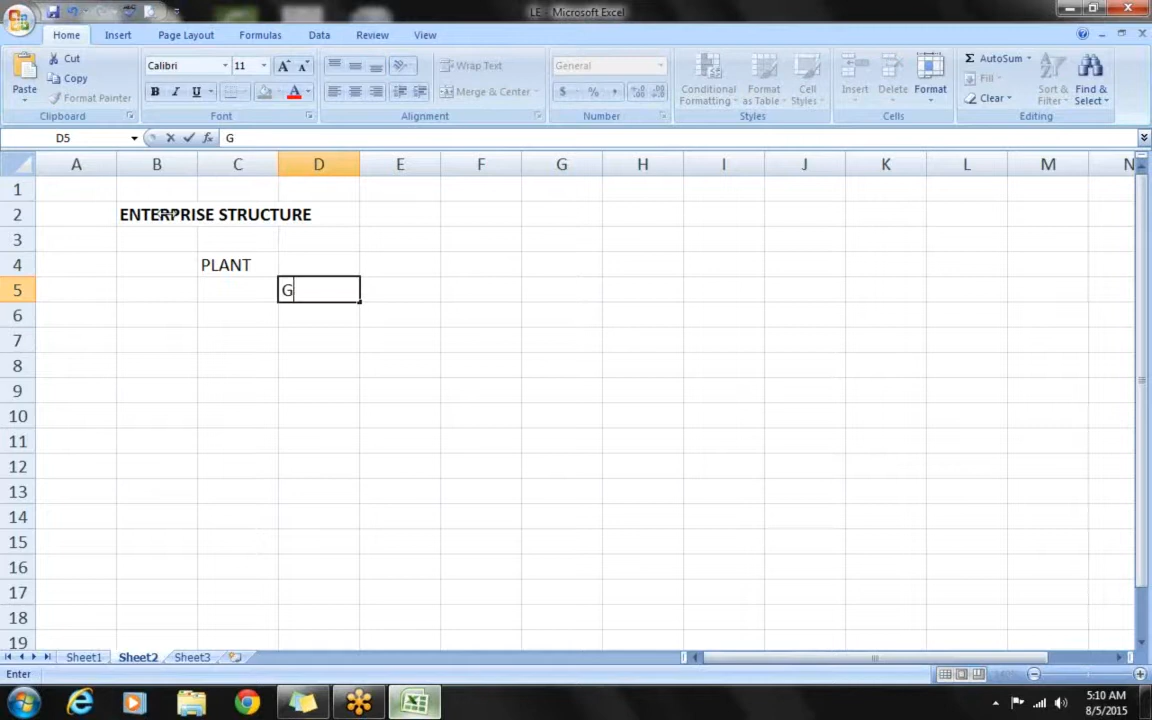 LE - Microsoft Excel
Home Insert Page Layout Formulas Data Review View
Paste
Cut
Copy
Format Painter
Clipboard
Calibri 11
B I U
Font
Wrap Text
Merge & Center
Alignment
General
$ % ,
Number
Conditional Formatting
Format as Table
Cell Styles
Styles
Insert Delete Format
Cells
AutoSum
Fill
Clear
Sort & Filter
Find & Select
Editing
D5 fx G
A B C D E F G H I J K L M N
1
2 ENTERPRISE STRUCTURE
3
4 PLANT
5 G
6
7
8
9
10
11
12
13
14
15
16
17
18
19
Sheet1 Sheet2 Sheet3
Enter
5:10 AM
8/5/2015